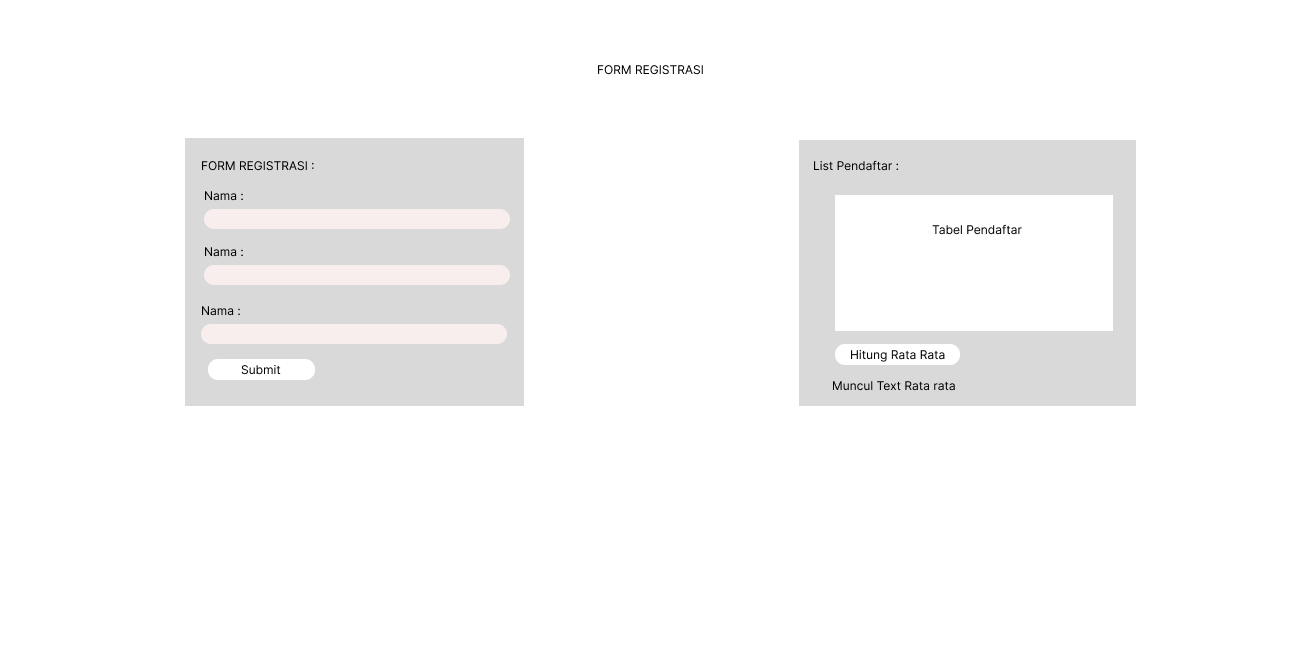 FORM REGISTRASI
FORM REGISTRASI :
Nama :
Nama :
Nama :
Submit
List Pendaftar :
Tabel Pendaftar
Hitung Rata Rata
Muncul Text Rata rata